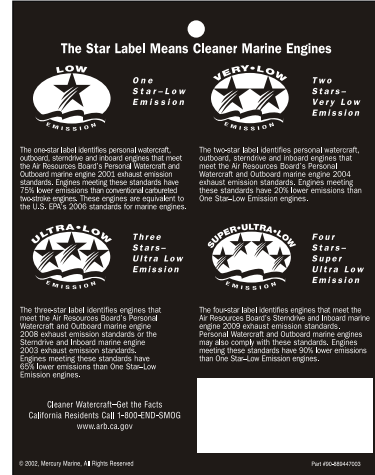 The Star Label Means Cleaner Marine Engines
LOW
EMISSION
One
Star–Low
Emission
The one-star label identifies personal watercraft,
outboard, sterndrive and inboard engines that meet
the Air Resources Board's Personal Watercraft and
Outboard marine engine 2001 exhaust emission
standards. Engines meeting these standards have
75% lower emissions than conventional carbureted
two-stroke engines. These engines are equivalent to
the U.S. EPA's 2006 standards for marine engines.
VERY•LOW
EMISSION
Two
Stars–
Very Low
Emission
The two-star label identifies personal watercraft,
outboard, sterndrive and inboard engines that
meet the Air Resources Board's Personal
Watercraft and Outboard marine engine 2004
exhaust emission standards. Engines meeting
these standards have 20% lower emissions than
One Star–Low Emission engines.
ULTRA•LOW
EMISSION
Three
Stars–
Ultra Low
Emission
The three-star label identifies engines that
meet the Air Resources Board's Personal
Watercraft and Outboard marine engine
2008 exhaust emission standards or the
Sterndrive and Inboard marine engine
2003 exhaust emission standards.
Engines meeting these standards have
65% lower emissions than One Star–Low
Emission engines.
SUPER•ULTRA•LOW
EMISSION
Four
Stars–
Super
Ultra Low
Emission
The four-star label identifies engines that meet the
Air Resources Board's Sterndrive and Inboard marine
engine 2009 exhaust emission standards.
Personal Watercraft and Outboard marine engines
may also comply with these standards. Engines
meeting these standards have 90% lower emissions
than One Star–Low Emission engines.
Cleaner Watercraft–Get the Facts
California Residents Call 1-800-END-SMOG
www.arb.ca.gov
© 2002, Mercury Marine, All Rights Reserved
Part #90-889447003